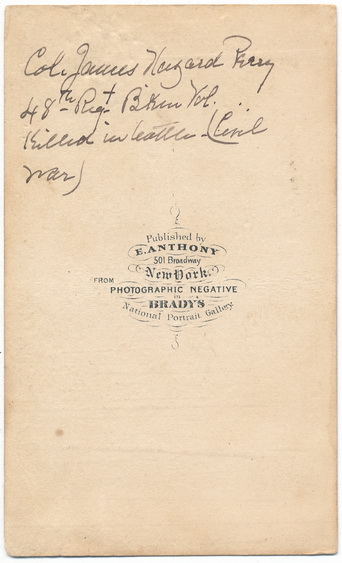 Col. James Hazard Perry
48th Regt B'klyn Vol. . .
Killed in battle - (Civil
war)
Published by
E. ANTHONY
501 Broadway
New York.
FROM
PHOTOGRAPHIC NEGATIVE
in
BRADY'S
National Portrait Gallery.